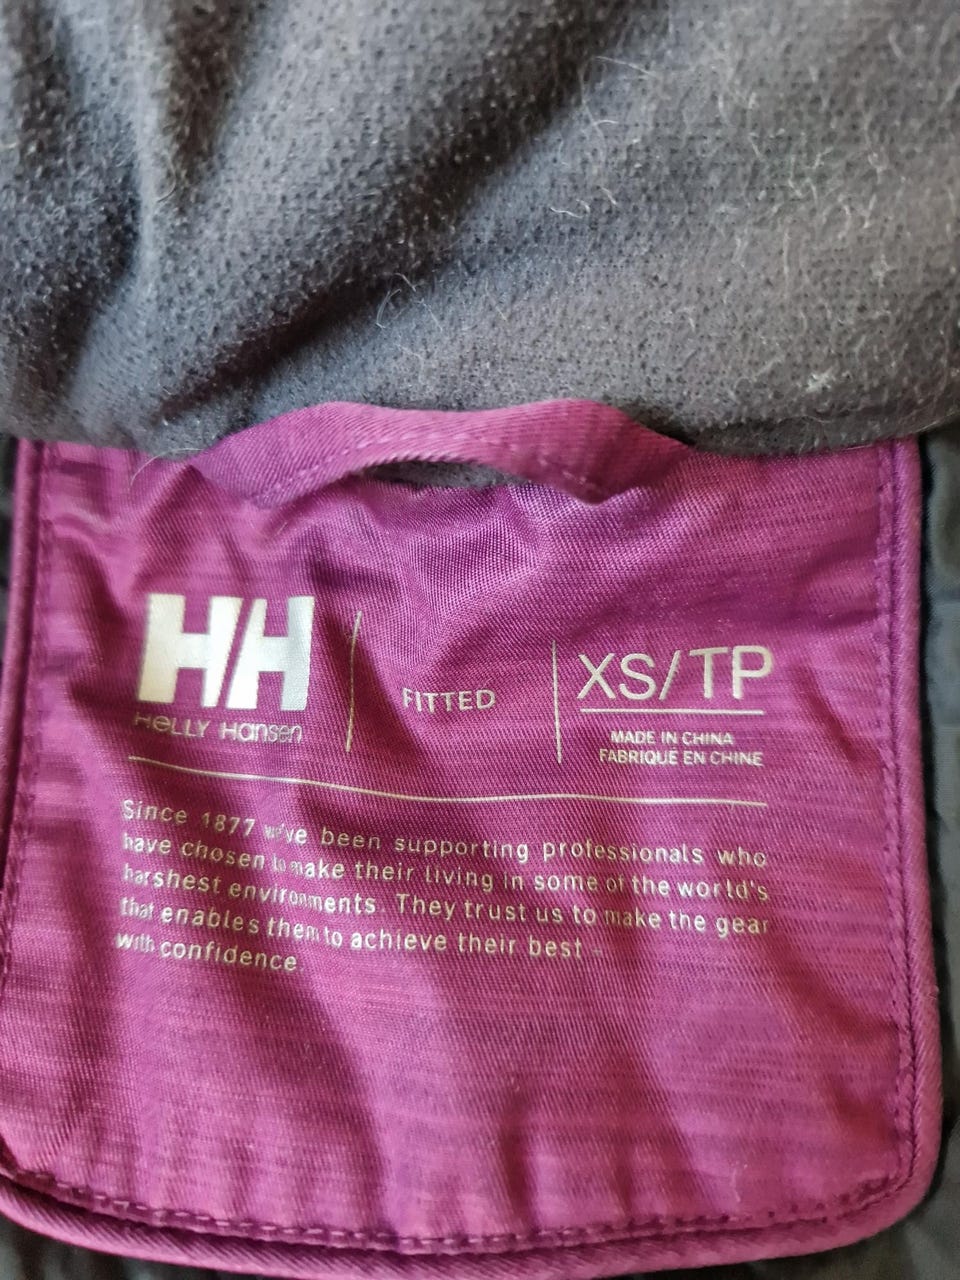 HH
HELLY HANSEN
FITTED
XS/TP
MADE IN CHINA
FABRIQUE EN CHINE
Since 1877 we've been supporting professionals who
have chosen to make their living in some of the world's
harshest environments. They trust us to make the gear
that enables them to achieve their best –
with confidence.